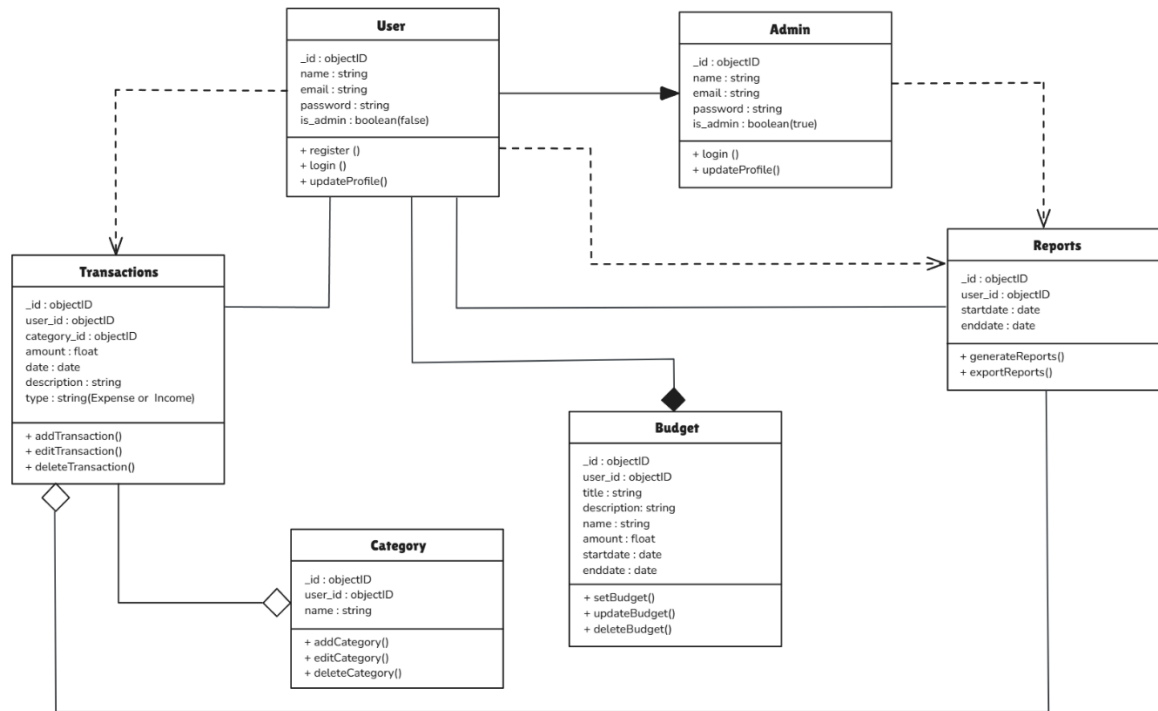 User
_id : objectID
name : string
email : string
password : string
is_admin : boolean(false)
+ register ()
+ login ()
+ updateProfile()
Admin
_id : objectID
name : string
email : string
password : string
is_admin : boolean(true)
+ login ()
+ updateProfile()
Transactions
_id : objectID
user_id : objectID
category_id : objectID
amount : float
date : date
description : string
type : string(Expense or Income)
+ addTransaction()
+ editTransaction()
+ deleteTransaction()
Reports
_id : objectID
user_id : objectID
startdate : date
enddate : date
+ generateReports()
+ exportReports()
Category
_id : objectID
user_id : objectID
name : string
+ addCategory()
+ editCategory()
+ deleteCategory()
Budget
_id : objectID
user_id : objectID
title : string
description: string
name : string
amount : float
startdate : date
enddate : date
+ setBudget()
+ updateBudget()
+ deleteBudget()